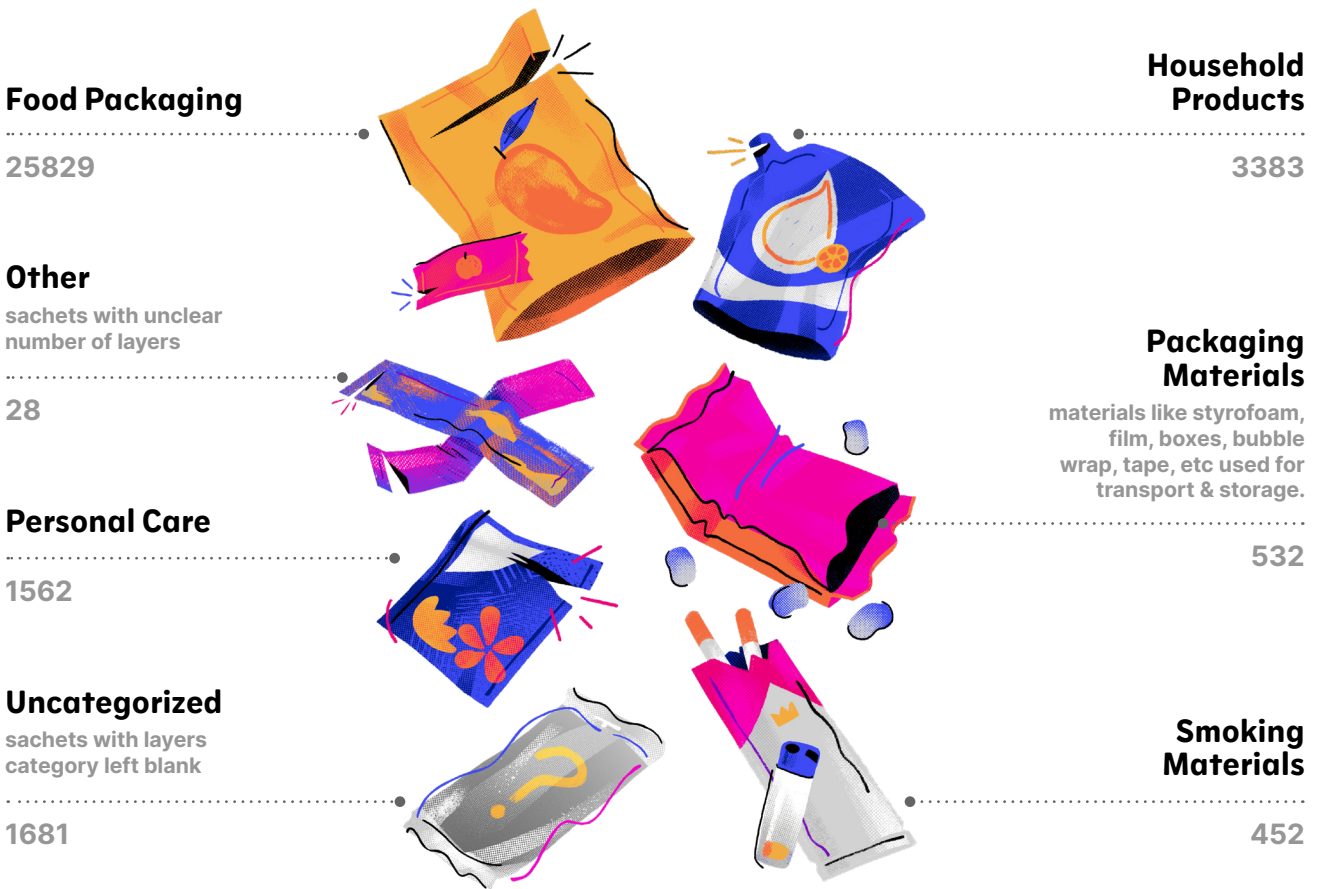 Food Packaging
25829
Other
sachets with unclear
number of layers
28
Personal Care
1562
Uncategorized
sachets with layers
category left blank
1681
Household
Products
3383
Packaging
Materials
materials like styrofoam,
film, boxes, bubble
wrap, tape, etc used for
transport & storage.
532
Smoking
Materials
452